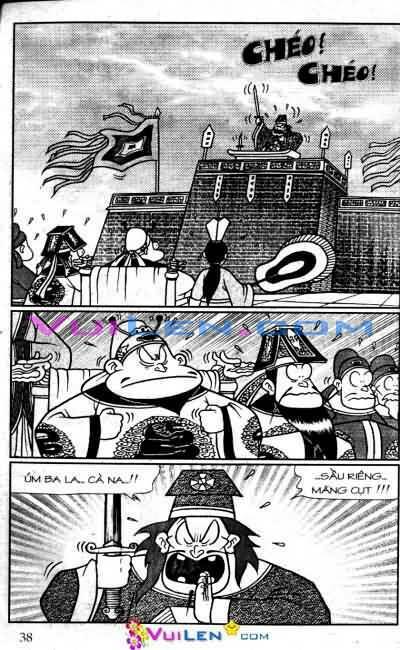 CHÉO!
CHÉO!
VUILEN.COM
ÚM BA LA... CÀ NA..!!
..SẦU RIÊNG..
MĂNG CỤT !!!
38
VUILEN.COM